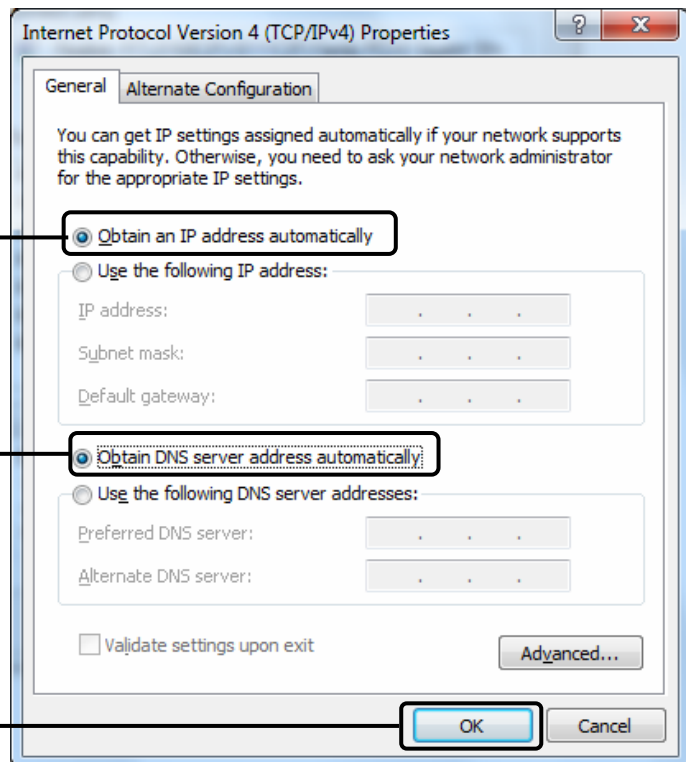 Internet Protocol Version 4 (TCP/IPv4) Properties
General
Alternate Configuration
You can get IP settings assigned automatically if your network supports
this capability. Otherwise, you need to ask your network administrator
for the appropriate IP settings.
Obtain an IP address automatically
Use the following IP address:
IP address:
Subnet mask:
Default gateway:
Obtain DNS server address automatically
Use the following DNS server addresses:
Preferred DNS server:
Alternate DNS server:
Validate settings upon exit
Advanced...
OK
Cancel